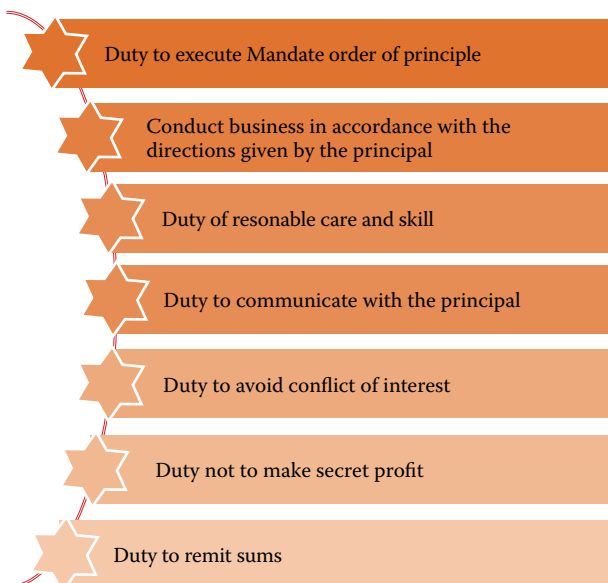 Duty to execute Mandate order of principle
Conduct business in accordance with the
directions given by the principal
Duty of resonable care and skill
Duty to communicate with the principal
Duty to avoid conflict of interest
Duty not to make secret profit
Duty to remit sums